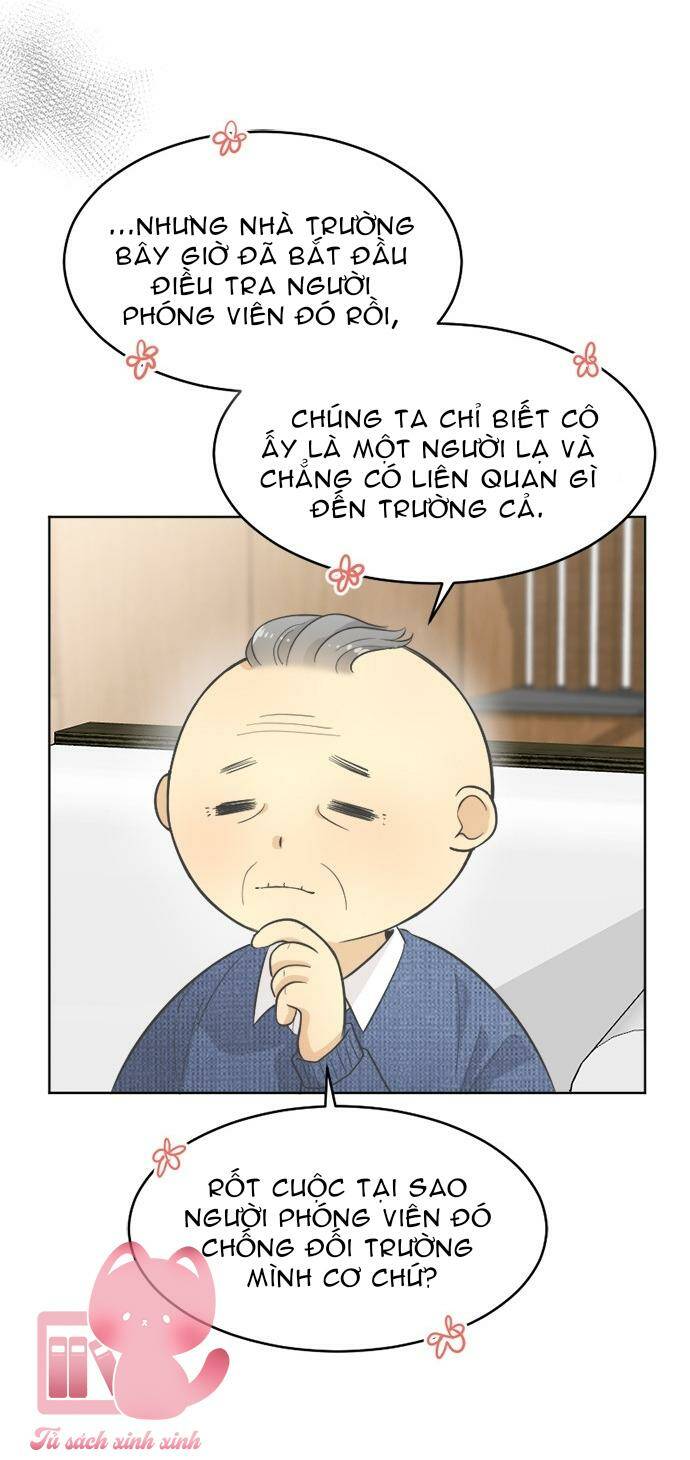 ...NHƯNG NHÀ TRƯỜNG
BÂY GIỜ ĐÃ BẮT ĐẦU
ĐIỀU TRA NGƯỜI
PHÓNG VIÊN ĐÓ RỒI,
CHÚNG TA CHỈ BIẾT CÔ
ẤY LÀ MỘT NGƯỜI LẠ VÀ
CHẲNG CÓ LIÊN QUAN GÌ
ĐẾN TRƯỜNG CẢ.
RỐT CUỘC TẠI SAO
NGƯỜI PHÓNG VIÊN ĐÓ
CHỐNG ĐỐI TRƯỜNG
MÌNH CƠ CHỨ?
Tủ sách xinh xinh